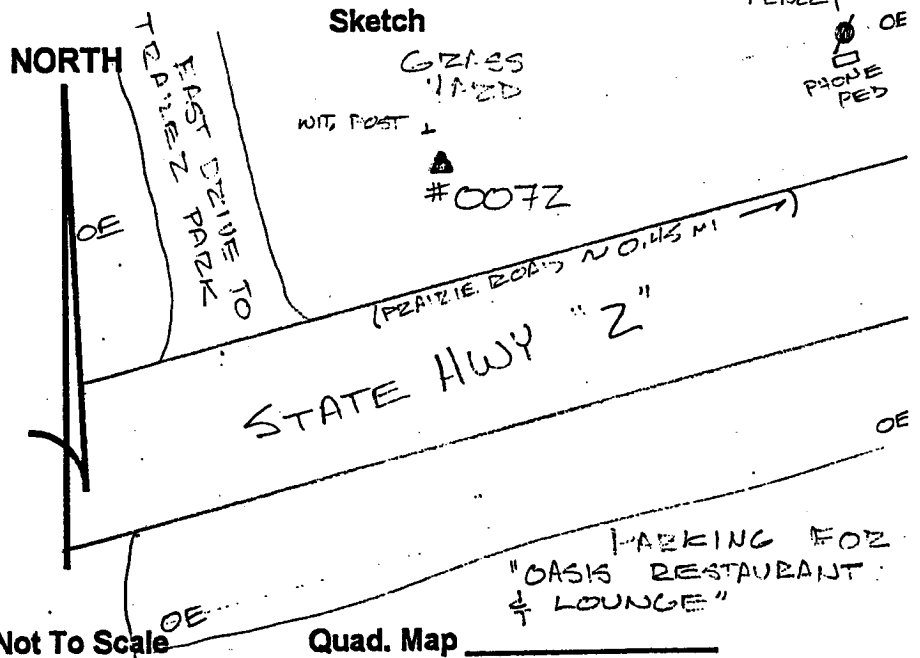 Sketch
NORTH
EAST DRIVE TO
TRAILER PARK
GRASS
YARD
WIT. POST
#0072
OE
PHONE
PED
OE
(PRAIRIE ROAD ~ 0.45 MI
STATE HWY "Z"
OE
PARKING FOR
"OASIS RESTAURANT
& LOUNGE"
OE
Not To Scale
Quad. Map